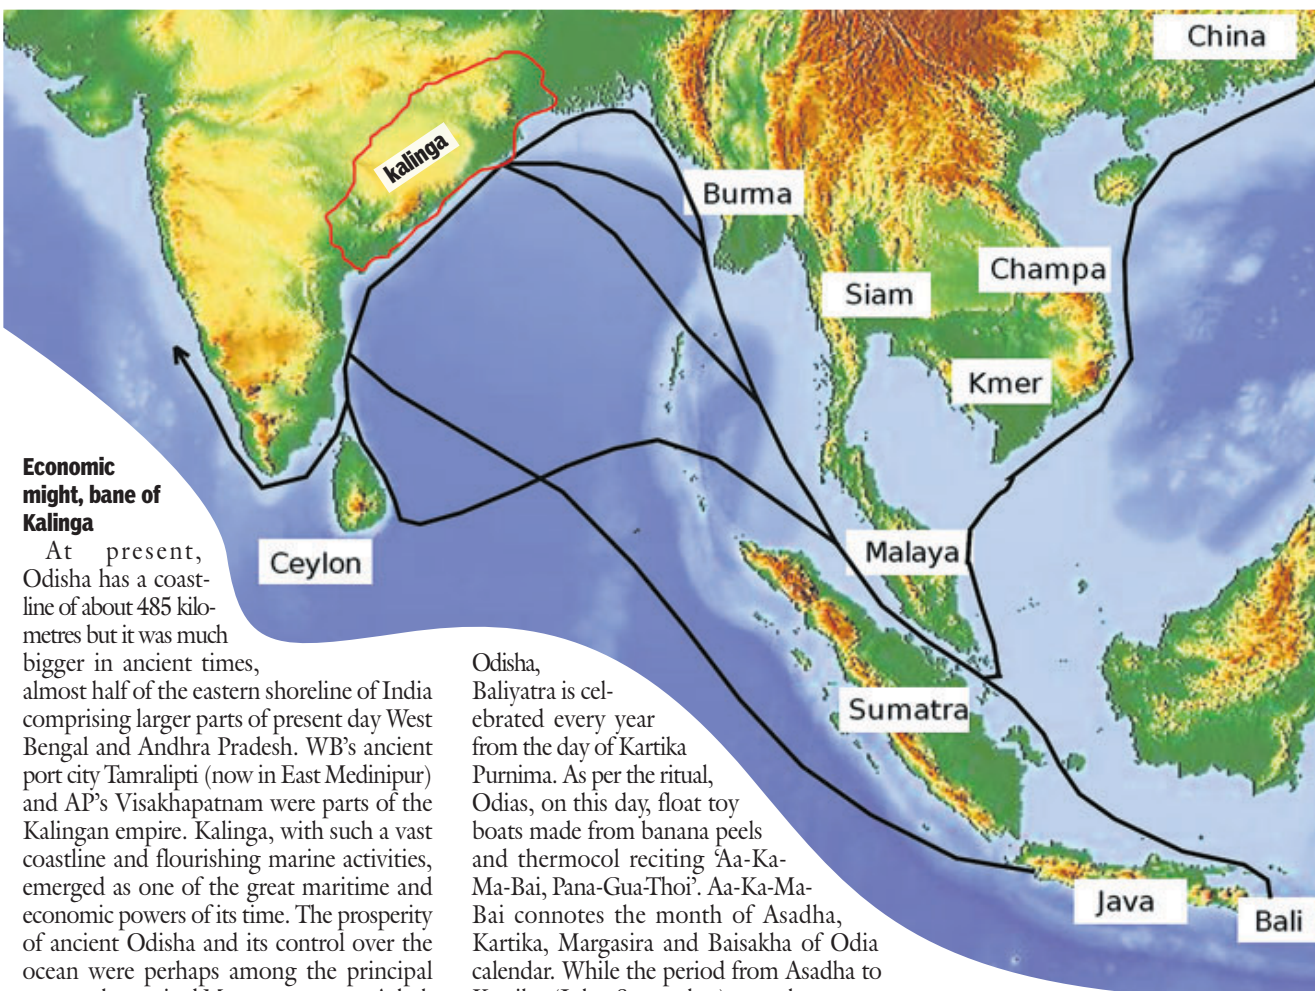 China
kalinga
Burma
Champa
Siam
Kmer
Ceylon
Malaya
Sumatra
Java
Bali
Economic
might, bane of
Kalinga
At present,
Odisha has a coast-
line of about 485 kilo-
metres but it was much
bigger in ancient times,
almost half of the eastern shoreline of India
comprising larger parts of present day West
Bengal and Andhra Pradesh. WB's ancient
port city Tamralipti (now in East Medinipur)
and AP's Visakhapatnam were parts of the
Kalingan empire. Kalinga, with such a vast
coastline and flourishing marine activities,
emerged as one of the great maritime and
economic powers of its time. The prosperity
of ancient Odisha and its control over the
ocean were perhaps among the principal
Odisha,
Baliyatra is cel-
ebrated every year
from the day of Kartika
Purnima. As per the ritual,
Odias, on this day, float toy
boats made from banana peels
and thermocol reciting ‘Aa-Ka-
Ma-Bai, Pana-Gua-Thoi’. Aa-Ka-Ma-
Bai connotes the month of Asadha,
Kartika, Margasira and Baisakha of Odia
calendar. While the period from Asadha to